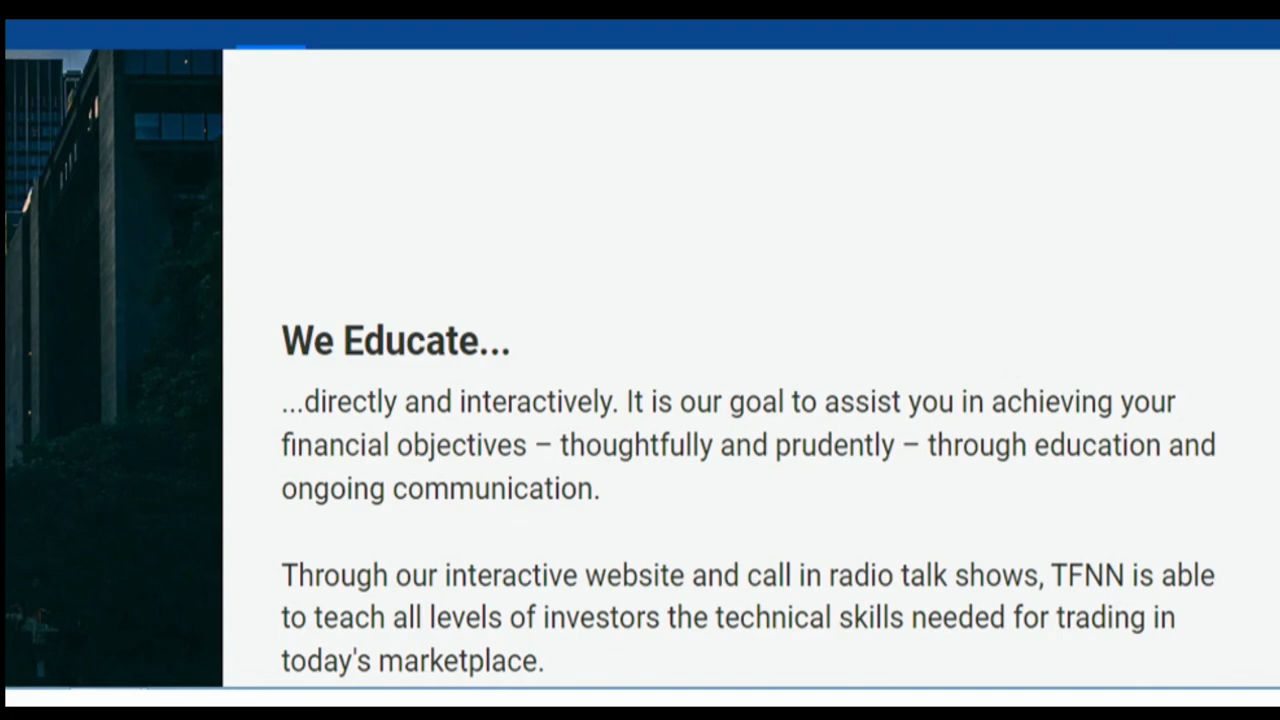 We Educate...
...directly and interactively. It is our goal to assist you in achieving your
financial objectives – thoughtfully and prudently – through education and
ongoing communication.
Through our interactive website and call in radio talk shows, TFNN is able
to teach all levels of investors the technical skills needed for trading in
today's marketplace.